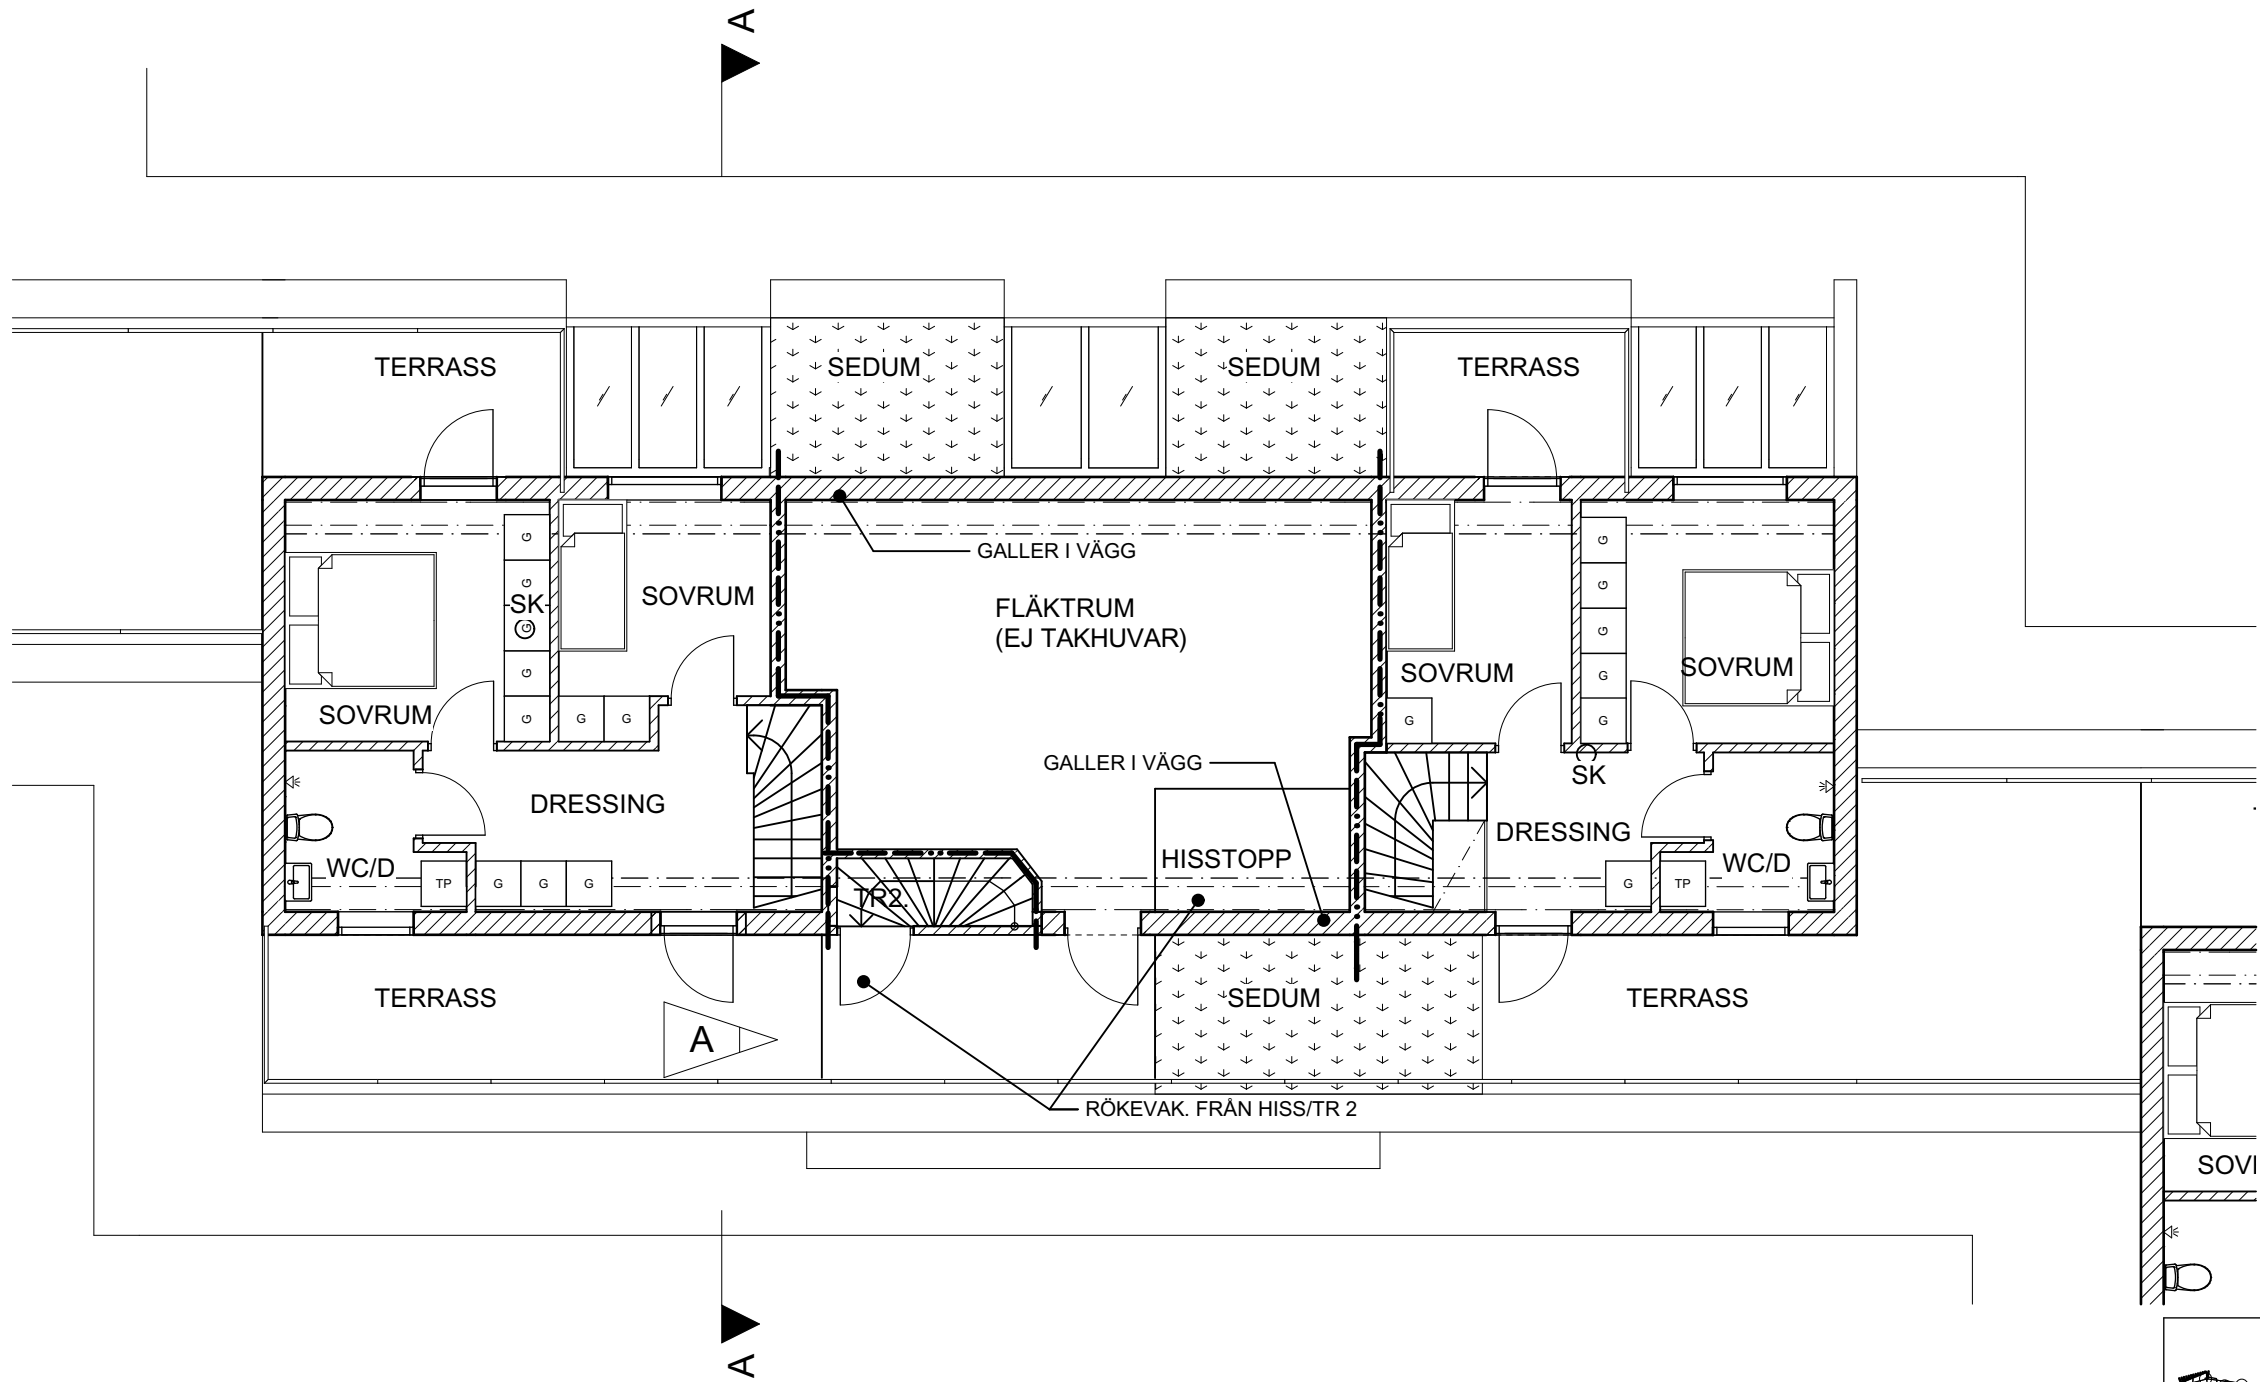 A
TERRASS
SEDUM
SEDUM
TERRASS
GALLER I VÄGG
G
G
SK
G
G
G
SOVRUM
FLÄKTRUM
(EJ TAKHUVAR)
G
G
G
G
G
SOVRUM
SOVRUM
SOVRUM
G
G
G
GALLER I VÄGG
SK
DRESSING
DRESSING
HISSTOPP
WC/D
WC/D
TP
G
G
G
TR2.
G
TP
TERRASS
SEDUM
TERRASS
A
RÖKEVAK. FRÅN HISS/TR 2
A